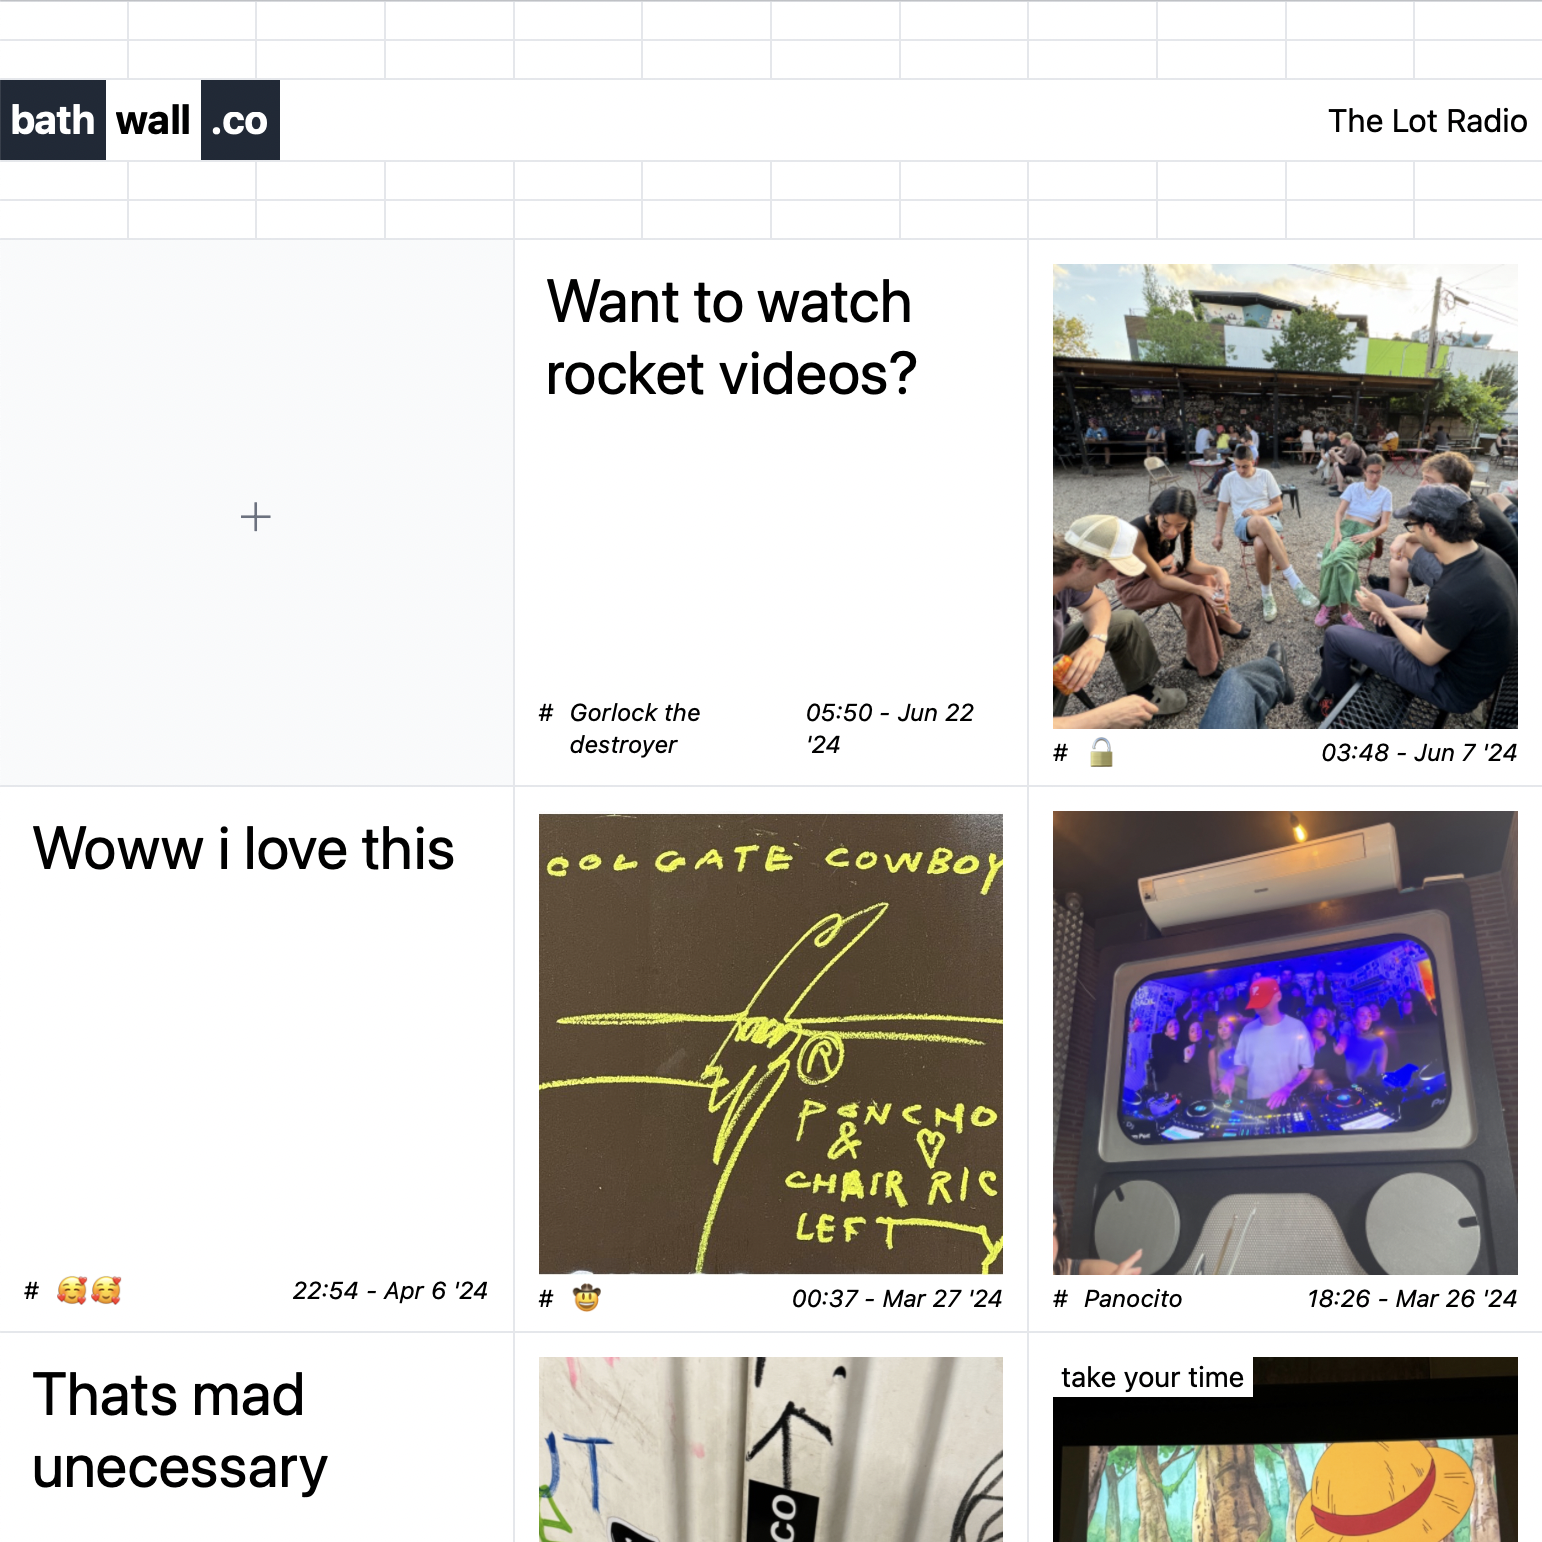 bath wall .co
The Lot Radio
Want to watch
rocket videos?
# Gorlock the
destroyer
05:50 - Jun 22
'24
# 🔓 03:48 - Jun 7 '24
Woww i love this
# 🥰🥰 22:54 - Apr 6 '24
COLGATE COWBOY
®
PONCHO
& ♡
CHAIR RIC
LEFT
# 🤠 00:37 - Mar 27 '24
# Panocito 18:26 - Mar 26 '24
Thats mad
unecessary
CO
take your time